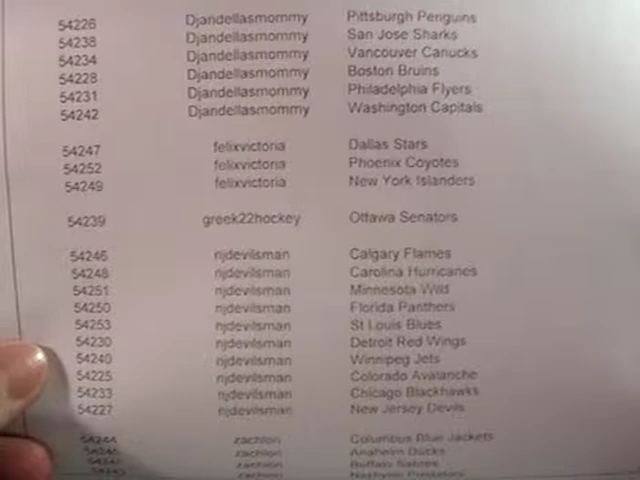 54226 Djandellasmommy Pittsburgh Penguins
54238 Djandellasmommy San Jose Sharks
54234 Djandellasmommy Vancouver Canucks
54228 Djandellasmommy Boston Bruins
54231 Djandellasmommy Philadelphia Flyers
54242 Djandellasmommy Washington Capitals
54247 felixvictoria Dallas Stars
54252 felixvictoria Phoenix Coyotes
54249 felixvictoria New York Islanders
54239 greek22hockey Ottawa Senators
54246 njdevilsman Calgary Flames
54248 njdevilsman Carolina Hurricanes
54251 njdevilsman Minnesota Wild
54250 njdevilsman Florida Panthers
54253 njdevilsman St Louis Blues
54230 njdevilsman Detroit Red Wings
54240 njdevilsman Winnipeg Jets
54225 njdevilsman Colorado Avalanche
54233 njdevilsman Chicago Blackhawks
54227 njdevilsman New Jersey Devils
54244 zachlon Columbus Blue Jackets
zachlon Anaheim Ducks
zachlon Buffalo Sabres
zachlon Nashville Predators